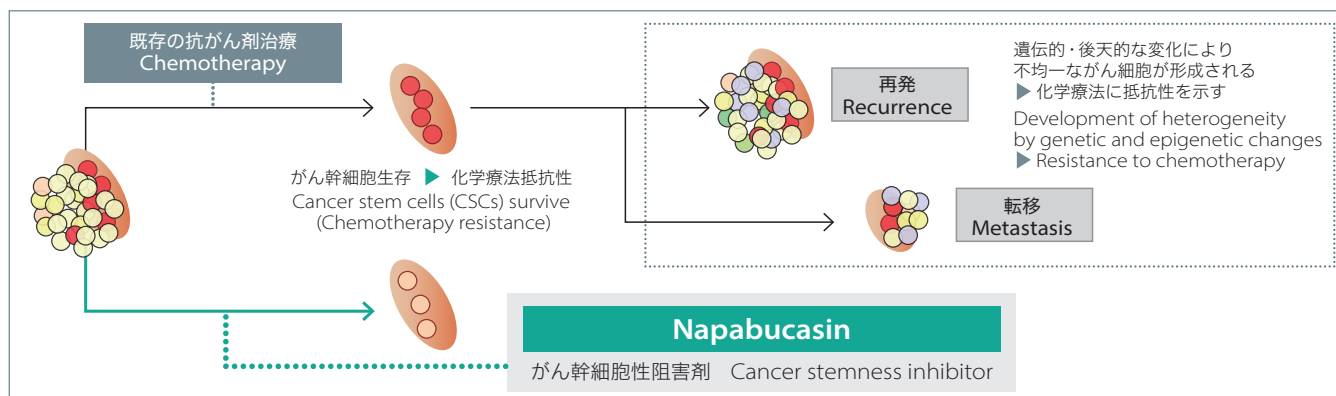 既存の抗がん剤治療
Chemotherapy
がん幹細胞生存 ▶ 化学療法抵抗性
Cancer stem cells (CSCs) survive
(Chemotherapy resistance)
再発
Recurrence
遺伝的・後天的な変化により
不均一ながん細胞が形成される
▶ 化学療法に抵抗性を示す
Development of heterogeneity
by genetic and epigenetic changes
▶ Resistance to chemotherapy
転移
Metastasis
Napabucasin
がん幹細胞性阻害剤 Cancer stemness inhibitor